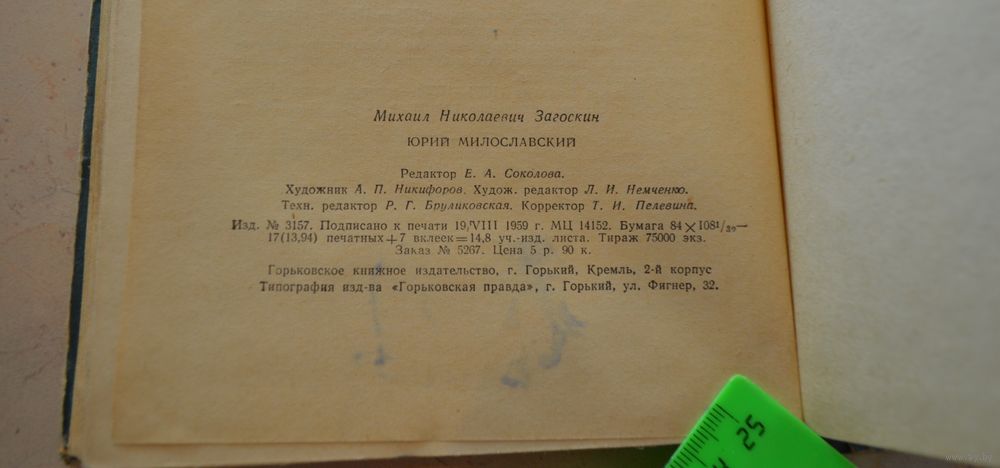 Михаил Николаевич Загоскин
ЮРИЙ МИЛОСЛАВСКИЙ
Редактор Е. А. Соколова.
Художник А. П. Никифоров. Худож. редактор Л. И. Немченко.
Техн. редактор Р. Г. Бруликовская. Корректор Т. И. Пелевина.
Изд. № 3157. Подписано к печати 19/VIII 1959 г. МЦ 14152. Бумага 84×108¹/₃₂—
17(13,94) печатных+7 вклеек=14,8 уч.-изд. листа. Тираж 75000 экз.
Заказ № 5267. Цена 5 р. 90 к.
Горьковское книжное издательство, г. Горький, Кремль, 2-й корпус
Типография изд-ва «Горьковская правда», г. Горький, ул. Фигнер, 32.
25